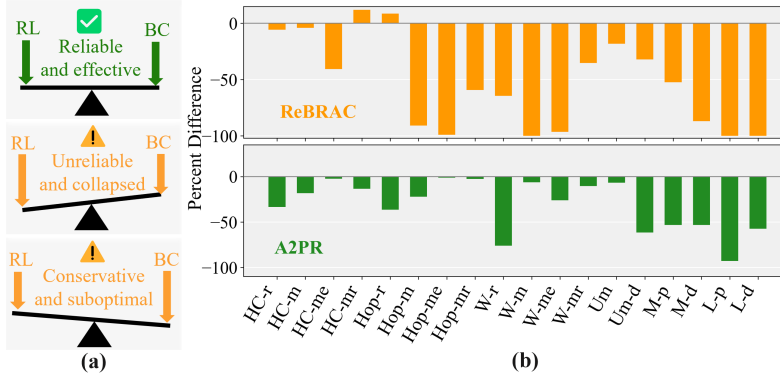 RL
BC
Reliable
and effective
RL
BC
Unreliable
and collapsed
RL
BC
Conservative
and suboptimal
(a)
Percent Difference
0
−50
−100
ReBRAC
0
−50
−100
A2PR
HC-r
HC-m
HC-me
HC-mr
Hop-r
Hop-m
Hop-me
Hop-mr
W-r
W-m
W-me
W-mr
Um
Um-d
M-p
M-d
L-p
L-d
(b)